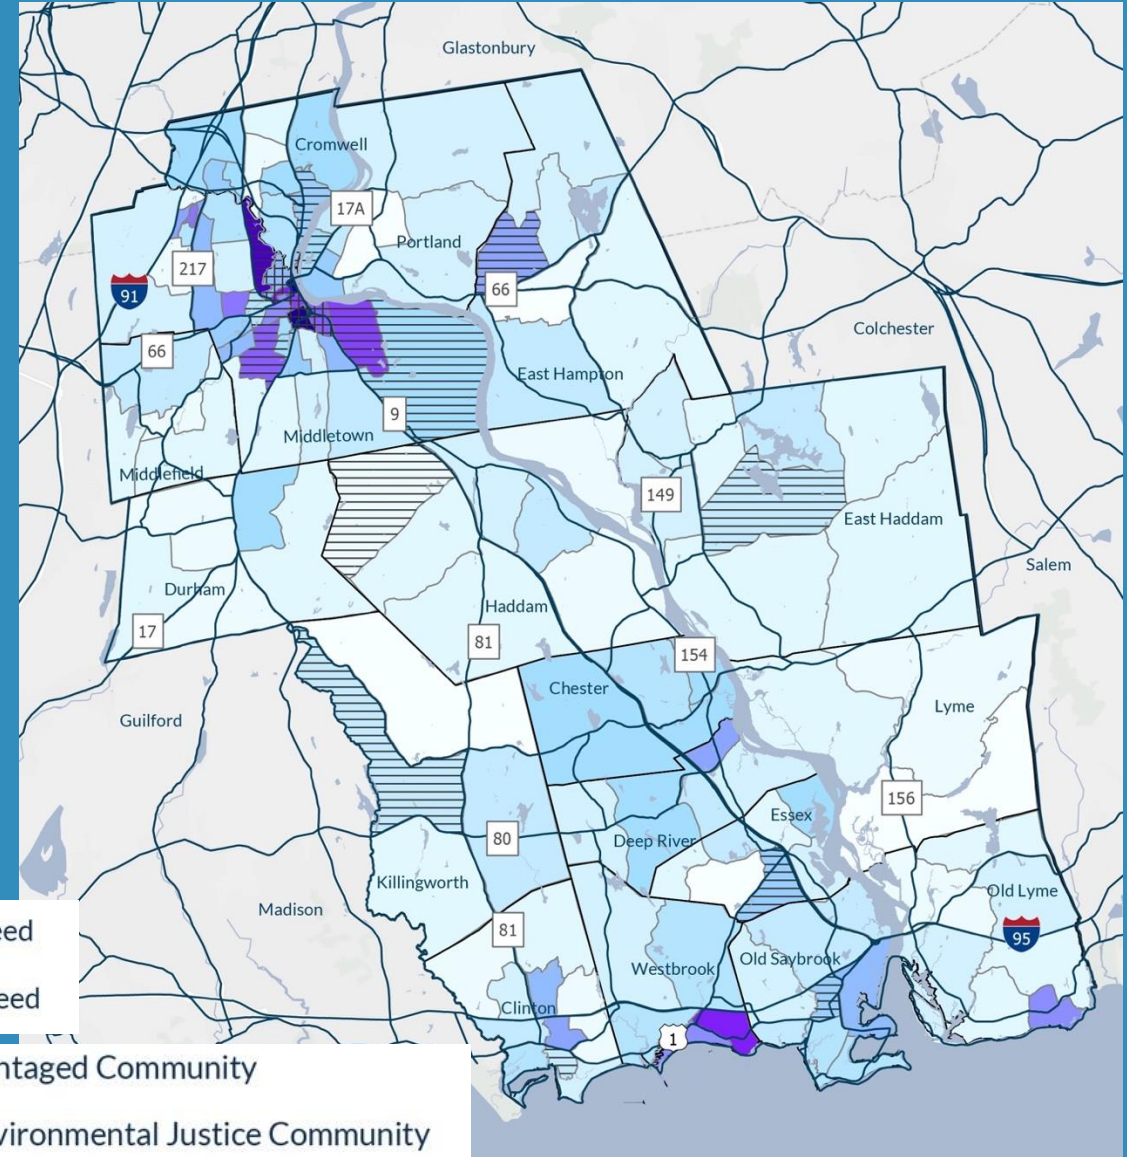 Glastonbury
Cromwell
17A
Portland
217
91
66
66
Colchester
East Hampton
9
Middletown
Middlefield
149
East Haddam
Salem
Durham
Haddam
17
81
154
Chester
Lyme
Guilford
156
Essex
80
Deep River
Killingworth
Old Lyme
Madison
81
95
Old Saybrook
Westbrook
Clinton
1
eed
eed
ntaged Community
vironmental Justice Community